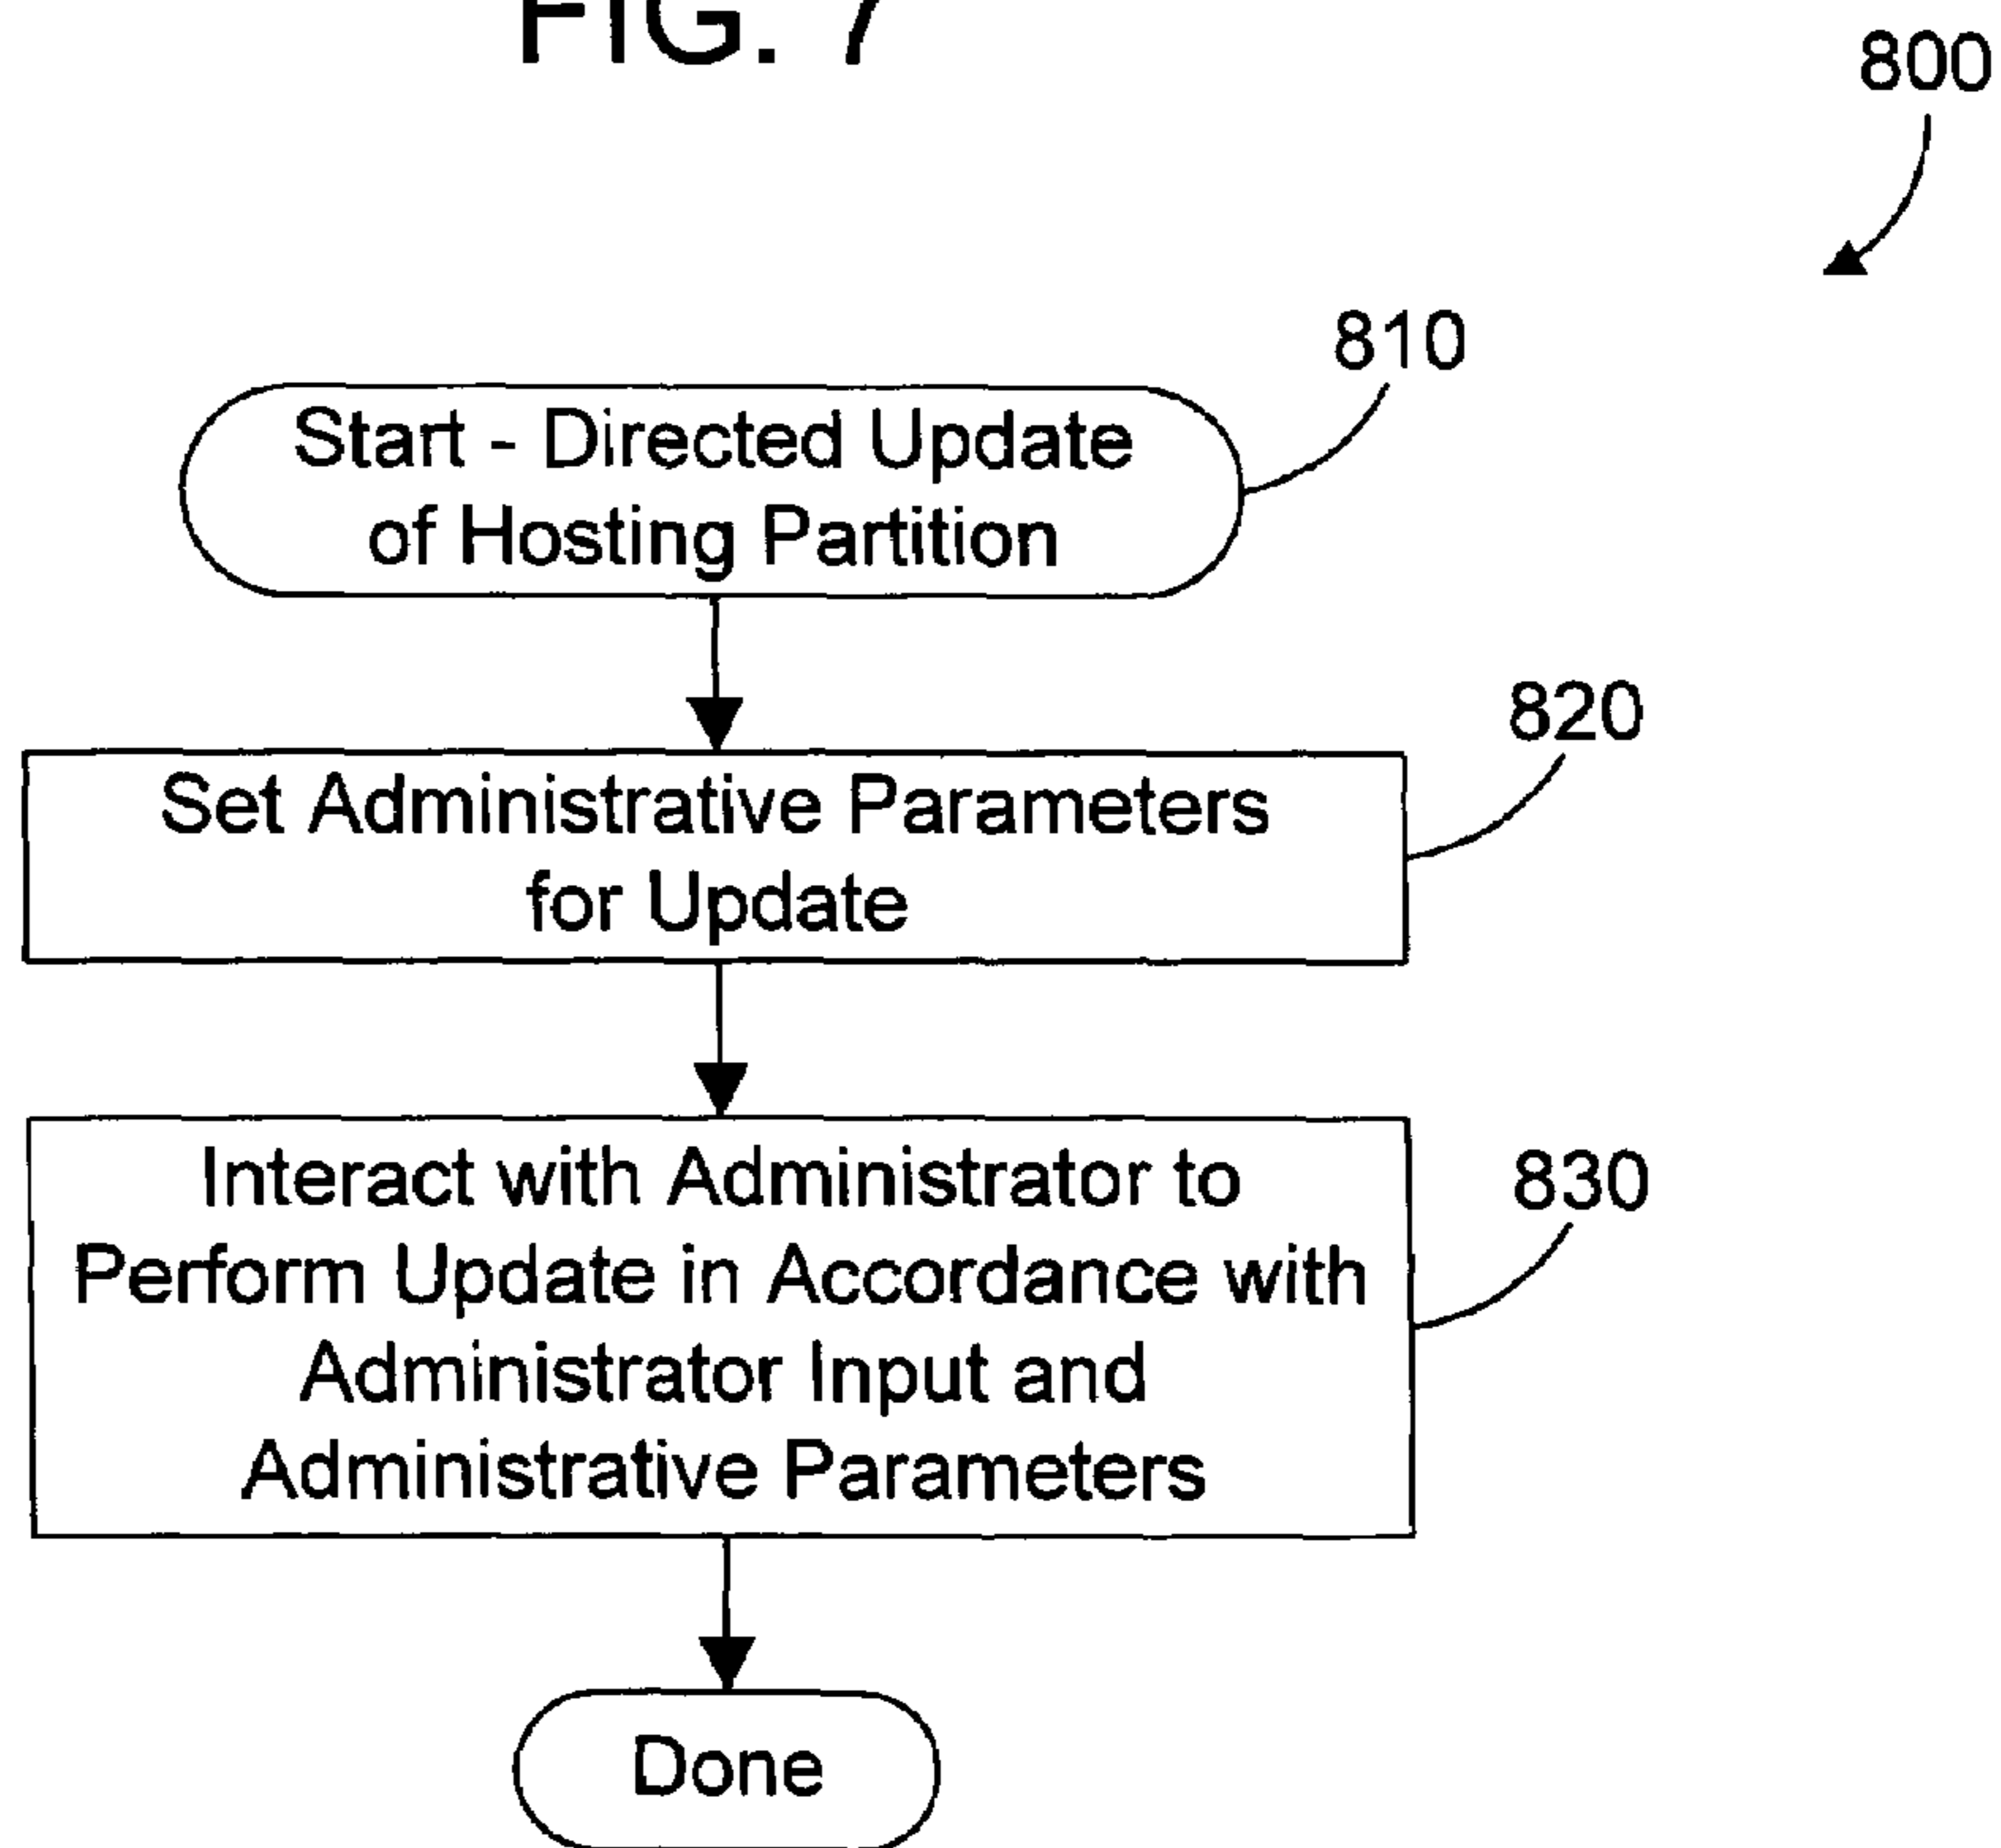 FIG. 7
800
810
Start - Directed Update
of Hosting Partition
820
Set Administrative Parameters
for Update
830
Interact with Administrator to
Perform Update in Accordance with
Administrator Input and
Administrative Parameters
Done